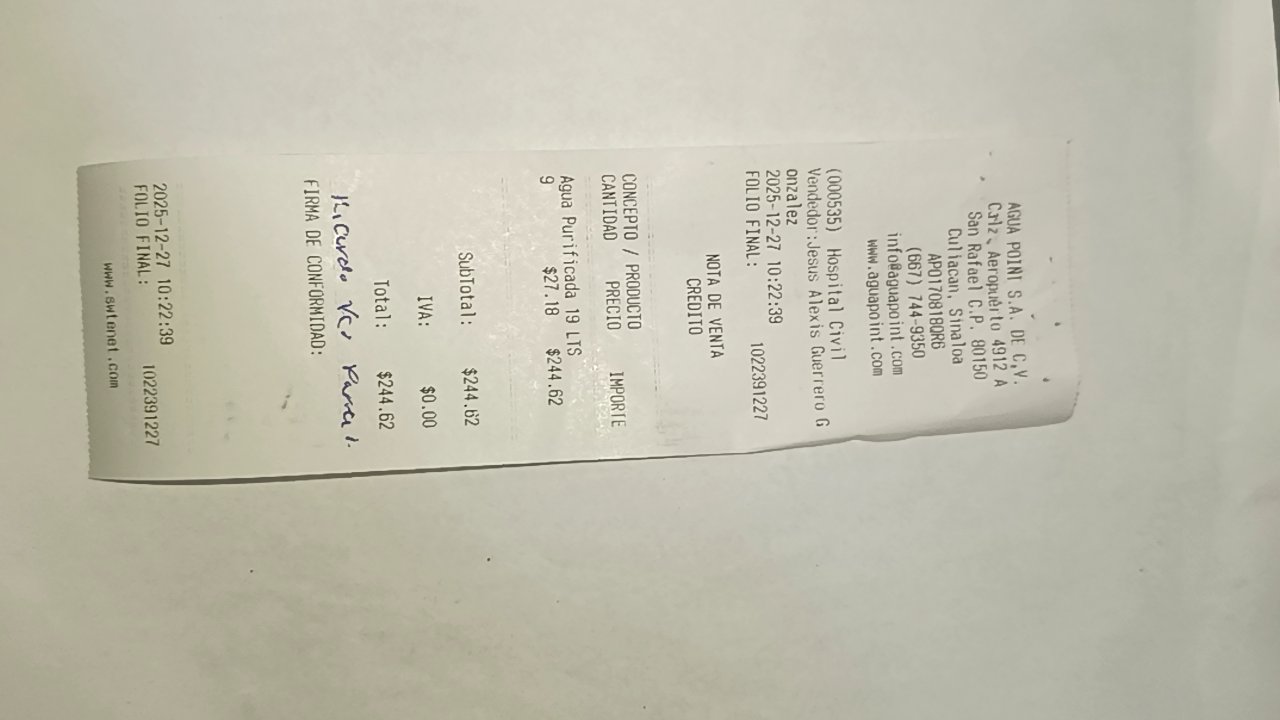 AGUA POINT S.A. DE C.V.
Crtz. Aeropuerto 4912 A
San Rafael C.P. 80150
Culiacan, Sinaloa
APO170818QR6
(667) 744-9350
info@aguapoint.com
www.aguapoint.com
(000535) Hospital Civil
Vendedor:Jesus Alexis Guerrero G
onzalez
2025-12-27 10:22:39
FOLIO FINAL: 1022391227
NOTA DE VENTA
CREDITO
CONCEPTO / PRODUCTO
CANTIDAD PRECIO IMPORTE
Agua Purificada 19 LTS
9 $27.18 $244.62
SubTotal: $244.62
IVA: $0.00
Total: $244.62
Ricardo
FIRMA DE CONFORMIDAD:
2025-12-27 10:22:39
FOLIO FINAL: 1022391227
www.swtenet.com